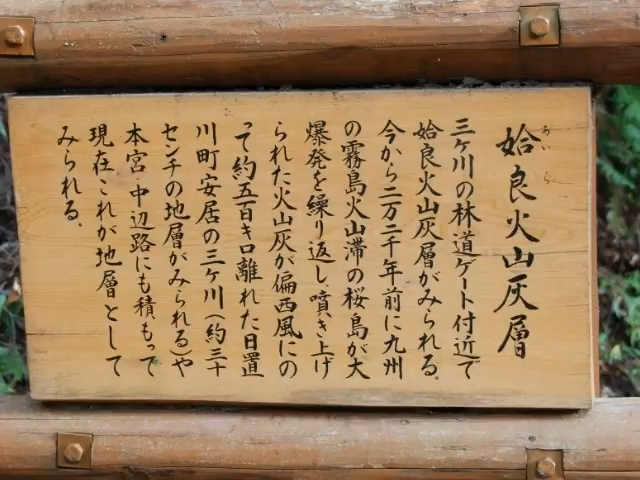 姶良火山灰層
あいら
三ヶ川の林道ゲート付近で
姶良火山灰層がみられる。
今から二万二千年前に九州
の霧島火山滞の桜島が大
爆発を繰り返し、噴き上げ
られた火山灰が偏西風にの
って約五百キロ離れた日置
川町安居の三ヶ川(約三十
センチの地層がみられる)や
本宮・中辺路にも積もって
現在これが地層として
みられる。